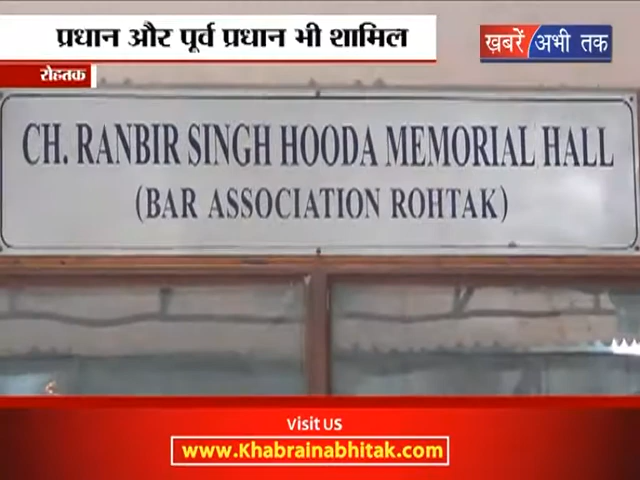 प्रधान और पूर्व प्रधान भी शामिल
ख़बरें अभी तक
रोहतक
CH. RANBIR SINGH HOODA MEMORIAL HALL
(BAR ASSOCIATION ROHTAK)
Visit US
www.Khabrainabhitak.com